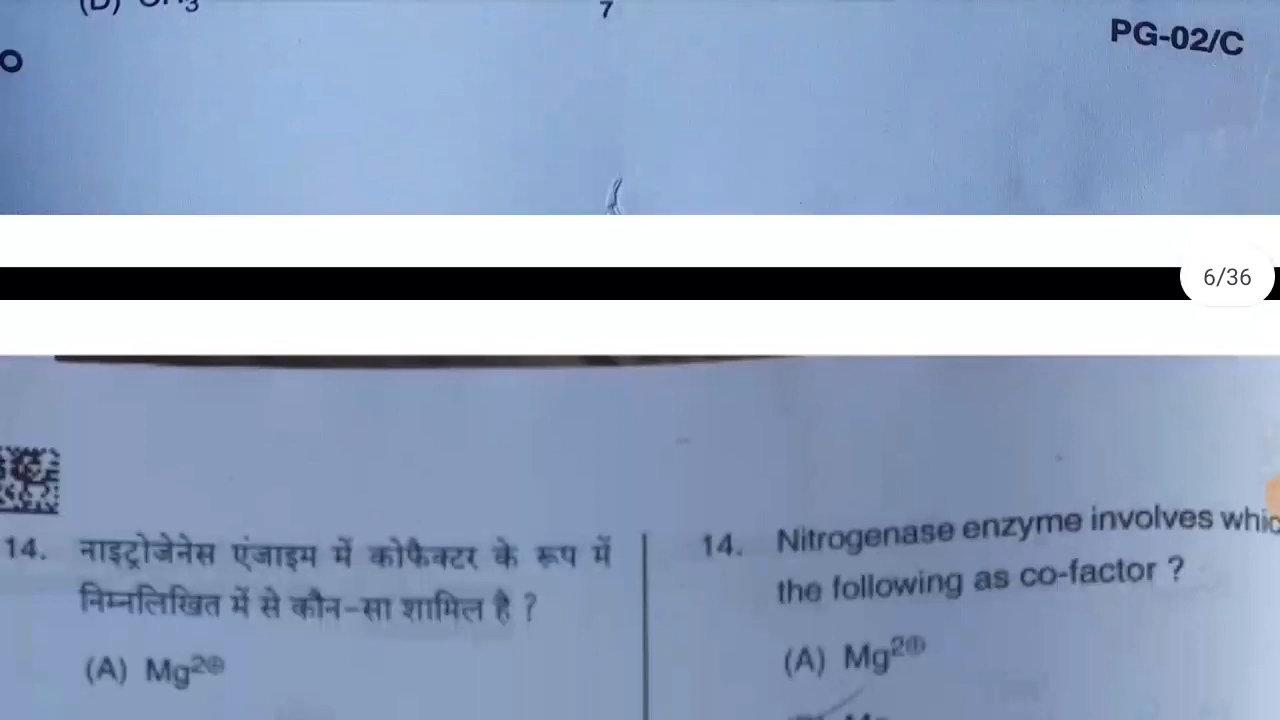 7
PG-02/C
6/36
14. नाइट्रोजेनेस एंजाइम में कोफैक्टर के रूप में
निम्नलिखित में से कौन-सा शामिल है ?
(A) Mg²⊕
14. Nitrogenase enzyme involves whic
the following as co-factor ?
(A) Mg²⊕